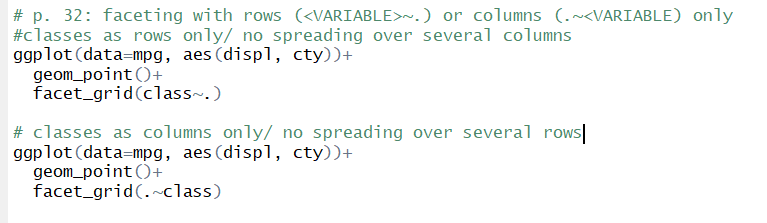 # p. 32: faceting with rows (<VARIABLE>~.) or columns (.~<VARIABLE) only
#classes as rows only/ no spreading over several columns
ggplot(data=mpg, aes(displ, cty))+
  geom_point()+
  facet_grid(class~.)

# classes as columns only/ no spreading over several rows
ggplot(data=mpg, aes(displ, cty))+
  geom_point()+
  facet_grid(.~class)